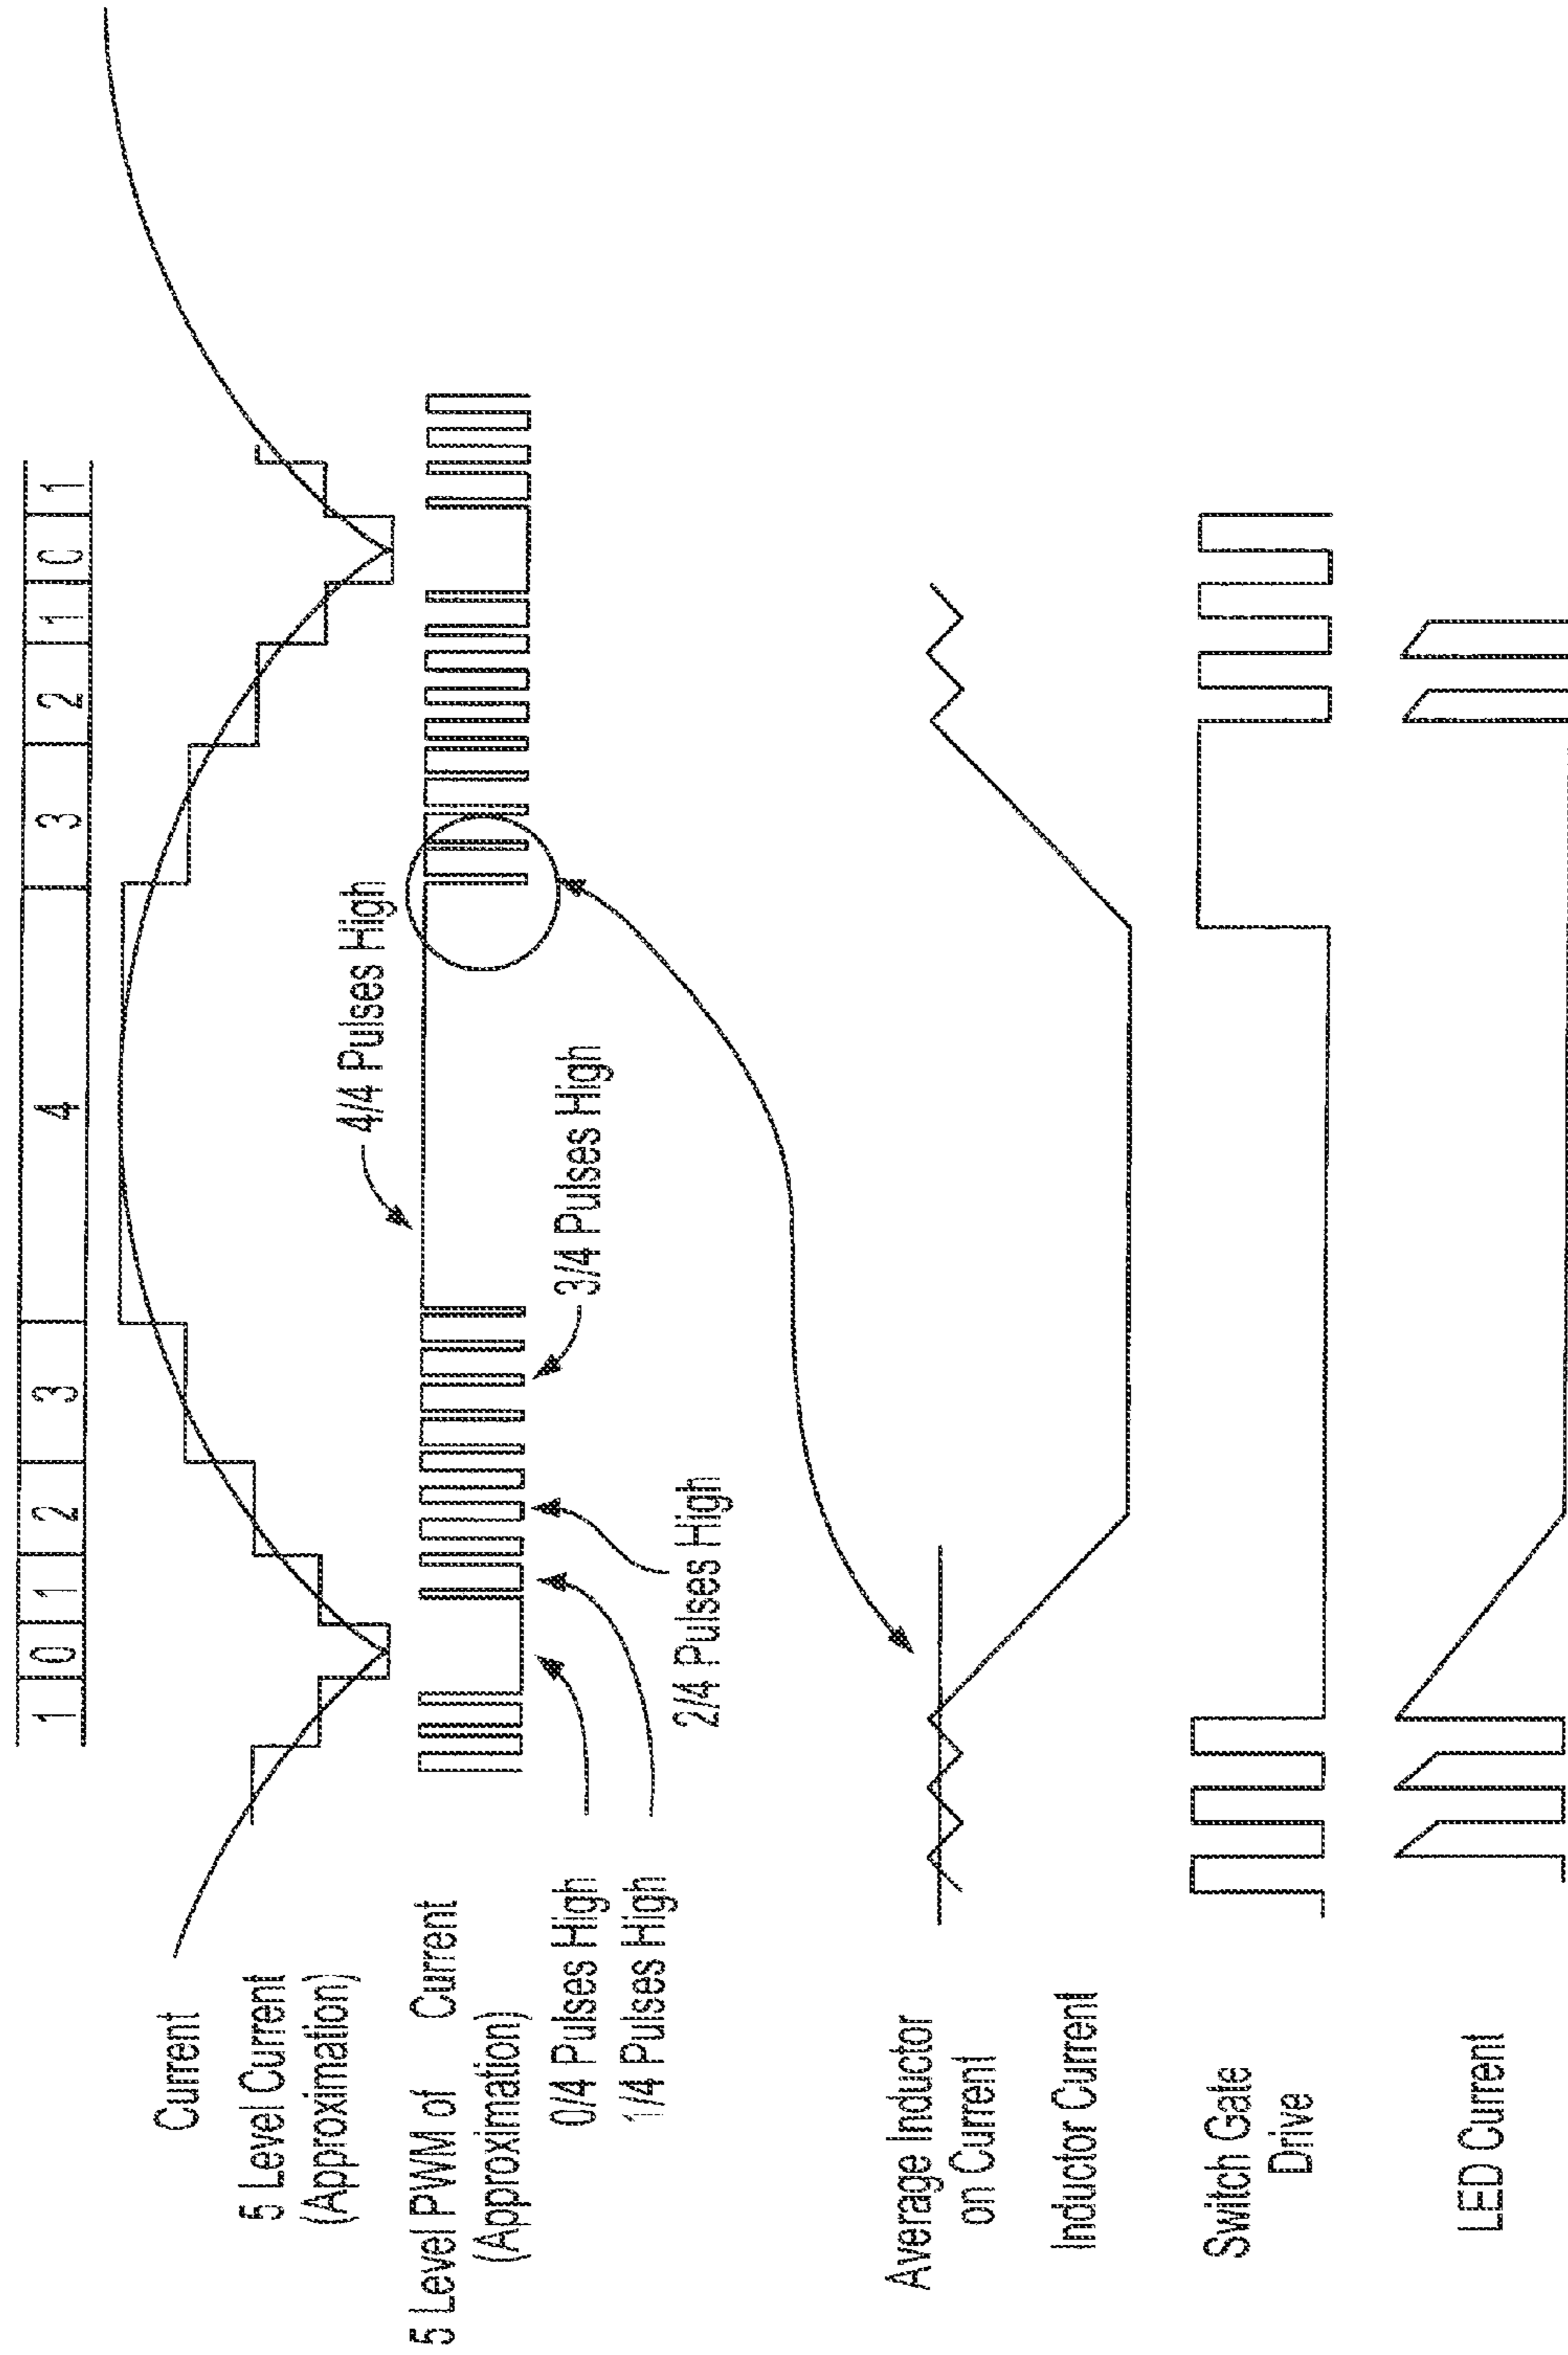 1 0 1 2 3 4 3 2 1 0 1
Current
5 Level Current
(Approximation)
4/4 Pulses High
5 Level PWM of Current
(Approximation)
0/4 Pulses High
1/4 Pulses High
3/4 Pulses High
2/4 Pulses High
Average Inductor
on Current
Inductor Current
Switch Gate
Drive
LED Current